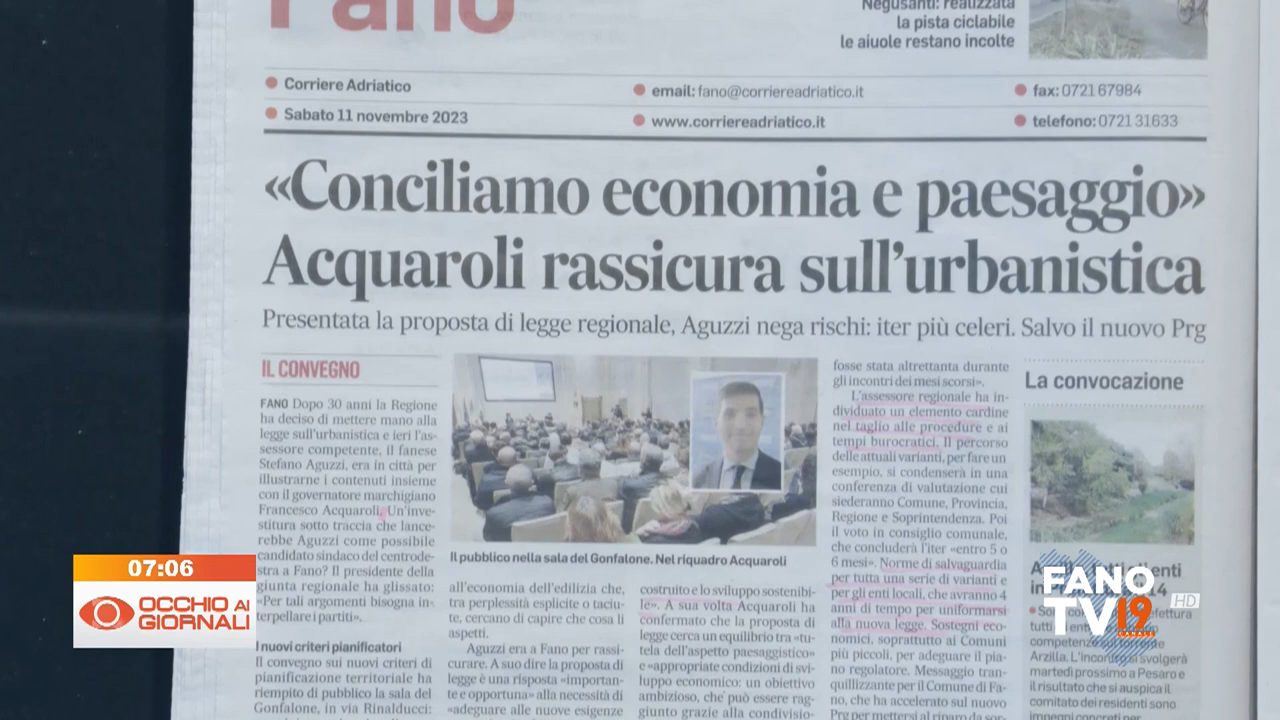 Fano
Negusanti: realizzata
la pista ciclabile
le aiuole restano incolte
Corriere Adriatico
email: fano@corriereadriatico.it
fax: 0721 67984
Sabato 11 novembre 2023
www.corriereadriatico.it
telefono: 0721 31633
«Conciliamo economia e paesaggio»
Acquaroli rassicura sull'urbanistica
Presentata la proposta di legge regionale, Aguzzi nega rischi: iter più celeri. Salvo il nuovo Prg
IL CONVEGNO
FANO Dopo 30 anni la Regione
ha deciso di mettere mano alla
legge sull'urbanistica e ieri l'as-
sessore competente, il fanese
Stefano Aguzzi, era in città per
illustrarne i contenuti insieme
con il governatore marchigiano
Francesco Acquaroli. Un'inve-
stitura sotto traccia che lance-
rebbe Aguzzi come possibile
candidato sindaco del centrode-
stra a Fano? Il presidente della
giunta regionale ha glissato:
«Per tali argomenti bisogna in-
terpellare i partiti».
I nuovi criteri pianificatori
Il convegno sui nuovi criteri di
pianificazione territoriale ha
riempito di pubblico la sala del
Gonfalone, in via Rinalducci:
Il pubblico nella sala del Gonfalone. Nel riquadro Acquaroli
all'economia dell'edilizia che,
tra perplessità esplicite o taciu-
te, cercano di capire che cosa li
aspetti.
Aguzzi era a Fano per rassi-
curare. A suo dire la proposta di
legge è una risposta «importan-
te e opportuna» alla necessità di
«adeguare alle nuove esigenze
costruito e lo sviluppo sostenibi-
le». A sua volta Acquaroli ha
confermato che la proposta di
legge cerca un equilibrio tra «tu-
tela dell'aspetto paesaggistico»
e «appropriate condizioni di svi-
luppo economico: un obiettivo
ambizioso, che può essere rag-
giunto grazie alla condivisio-
fosse stata altrettanta durante
gli incontri dei mesi scorsi».
L'assessore regionale ha in-
dividuato un elemento cardine
nel taglio alle procedure e ai
tempi burocratici. Il percorso
delle attuali varianti, per fare un
esempio, si condenserà in una
conferenza di valutazione cui
siederanno Comune, Provincia,
Regione e Soprintendenza. Poi
il voto in consiglio comunale,
che concluderà l'iter «entro 5 o
6 mesi». Norme di salvaguardia
per tutta una serie di varianti e
per gli enti locali, che avranno 4
anni di tempo per uniformarsi
alla nuova legge. Sostegni eco-
nomici, soprattutto ai Comuni
più piccoli, per adeguare il pia-
no regolatore. Messaggio tran-
quillizzante per il Comune di Fa-
no, che ha accelerato sul nuovo
Prg per mettersi al riparo da sor-
La convocazione
Arzilla. L'incontro si svolgerà
martedì prossimo a Pesaro e
il risultato che si auspica il
comitato dei residenti sono
impegni concreti per
07:06
OCCHIO AI
GIORNALI
FANO
TV 19
CANALE
HD